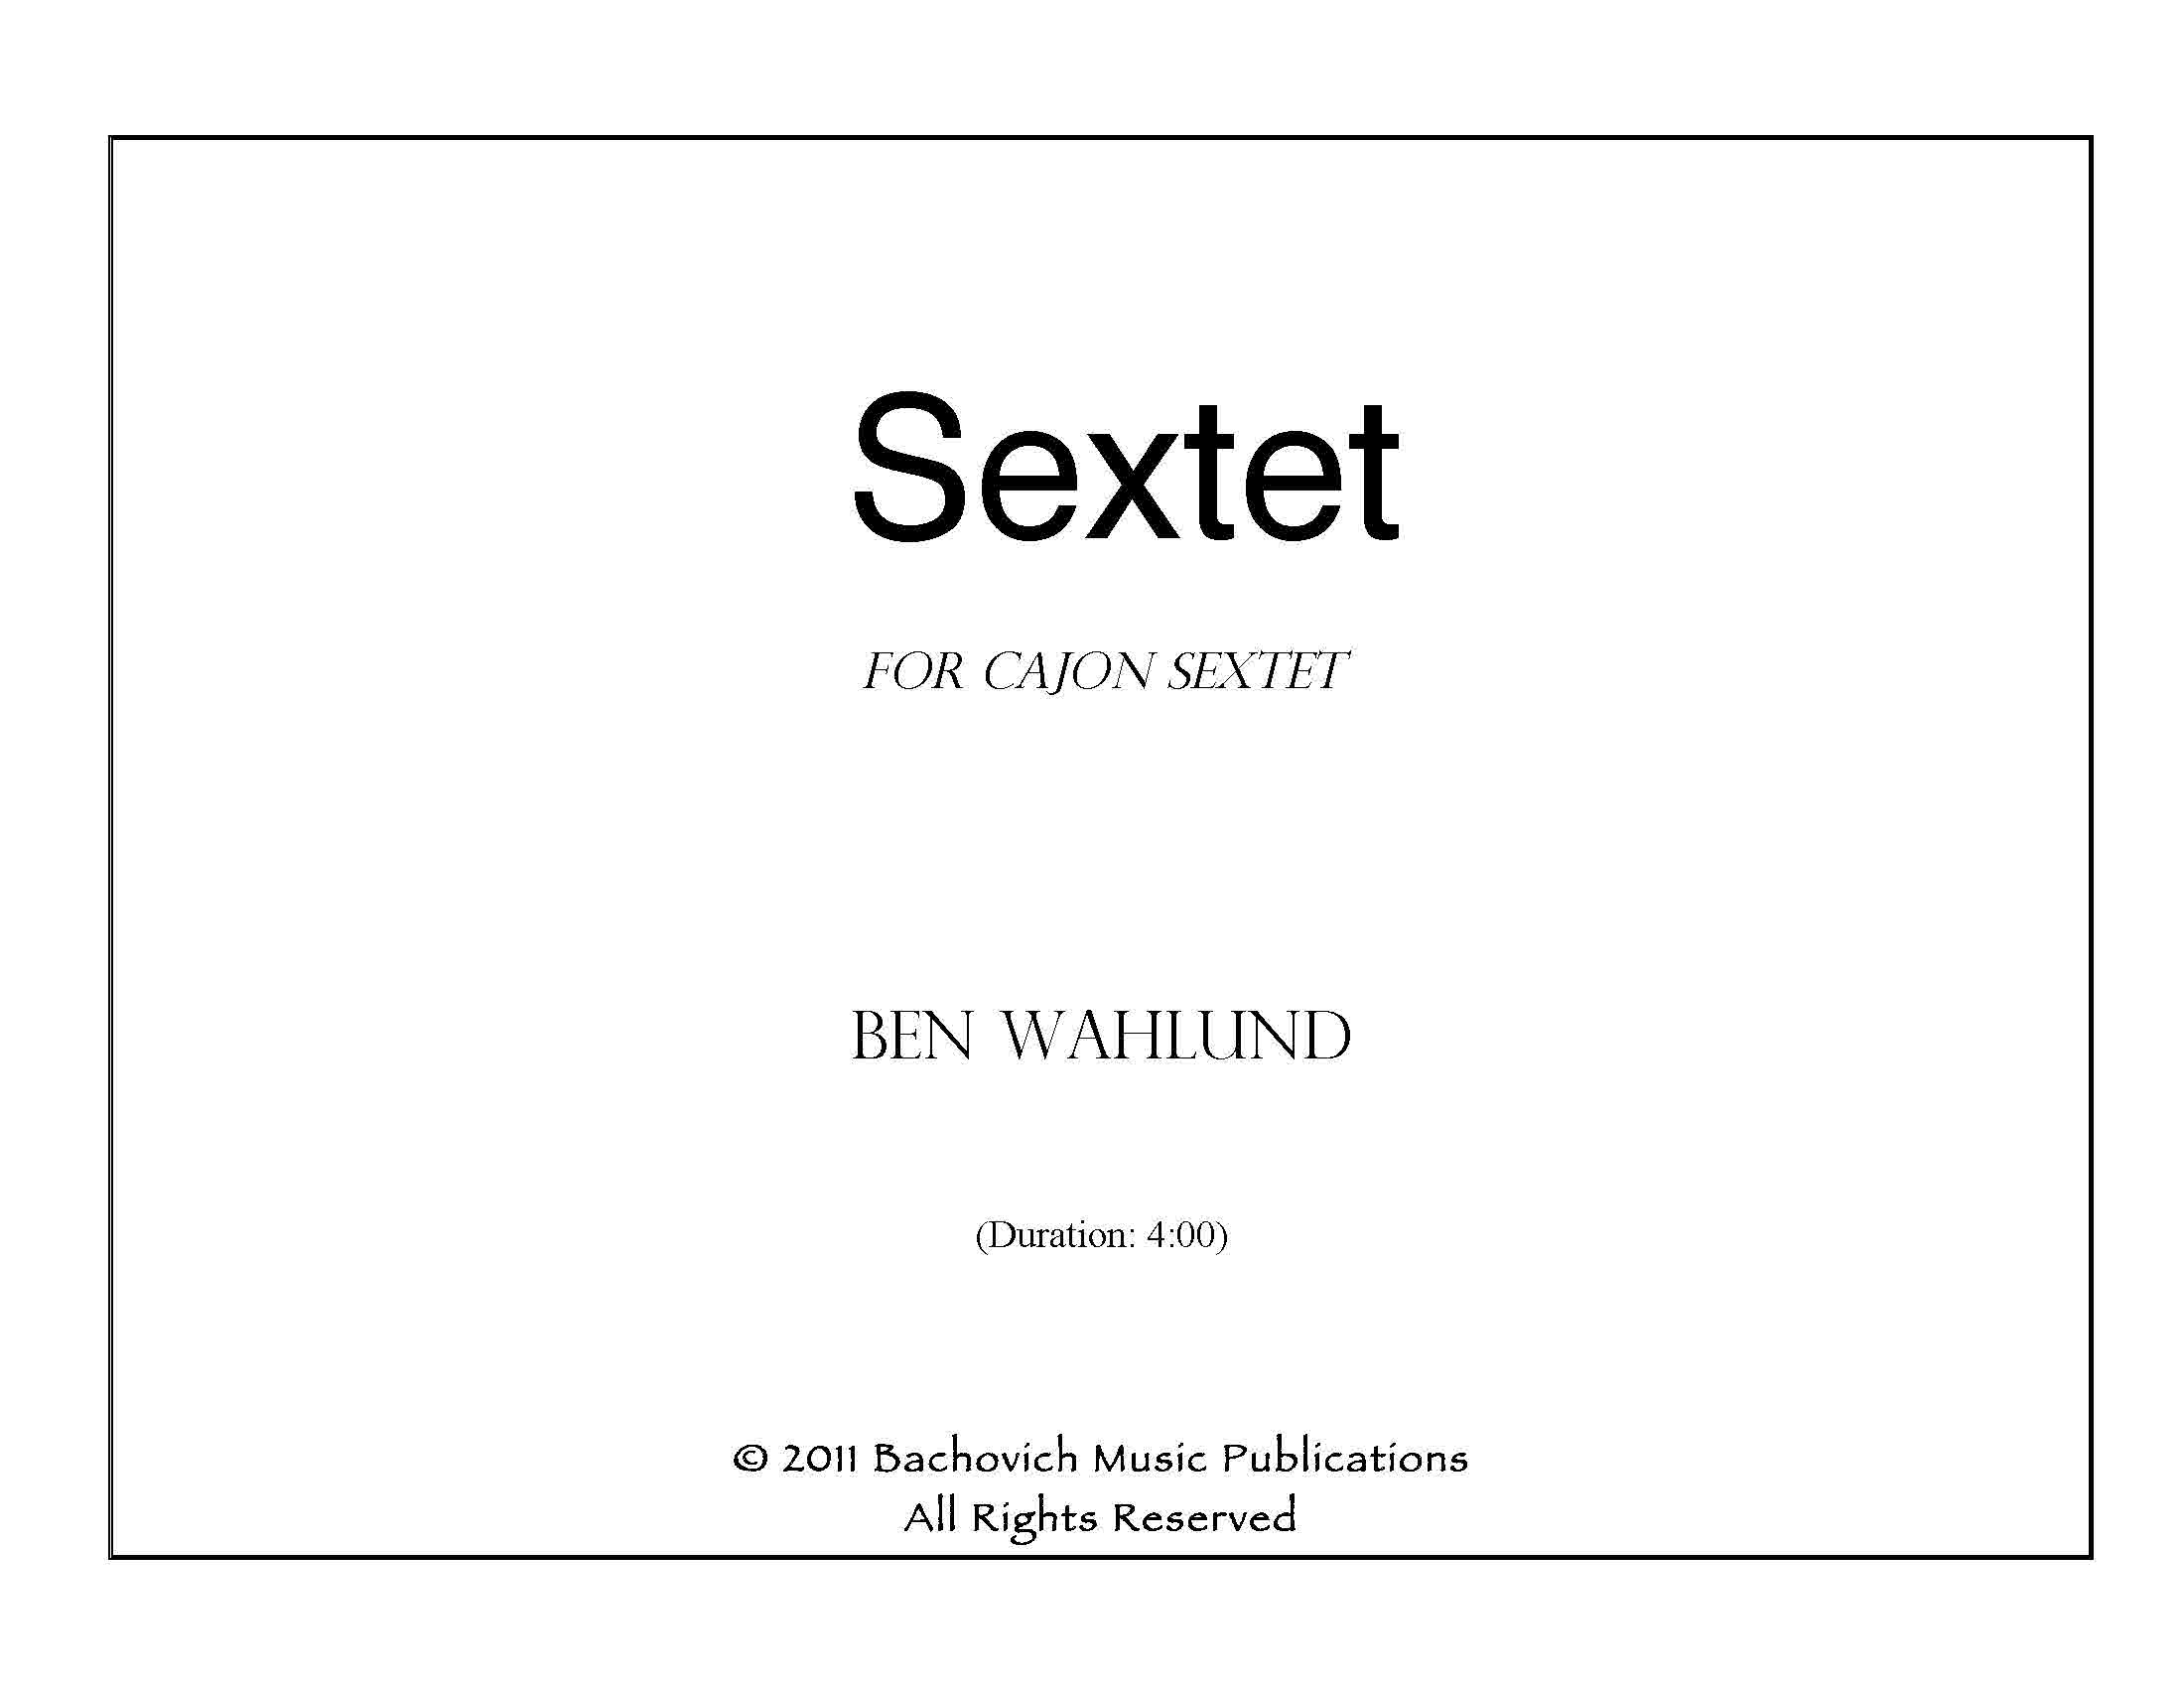 Sextet
FOR CAJON SEXTET
BEN WAHLUND
(Duration: 4:00)
© 2011 Bachovich Music Publications
All Rights Reserved